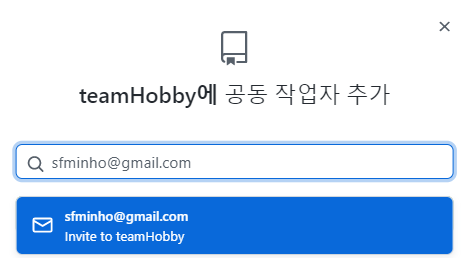 teamHobby에 공동 작업자 추가
sfminho@gmail.com
sfminho@gmail.com
Invite to teamHobby